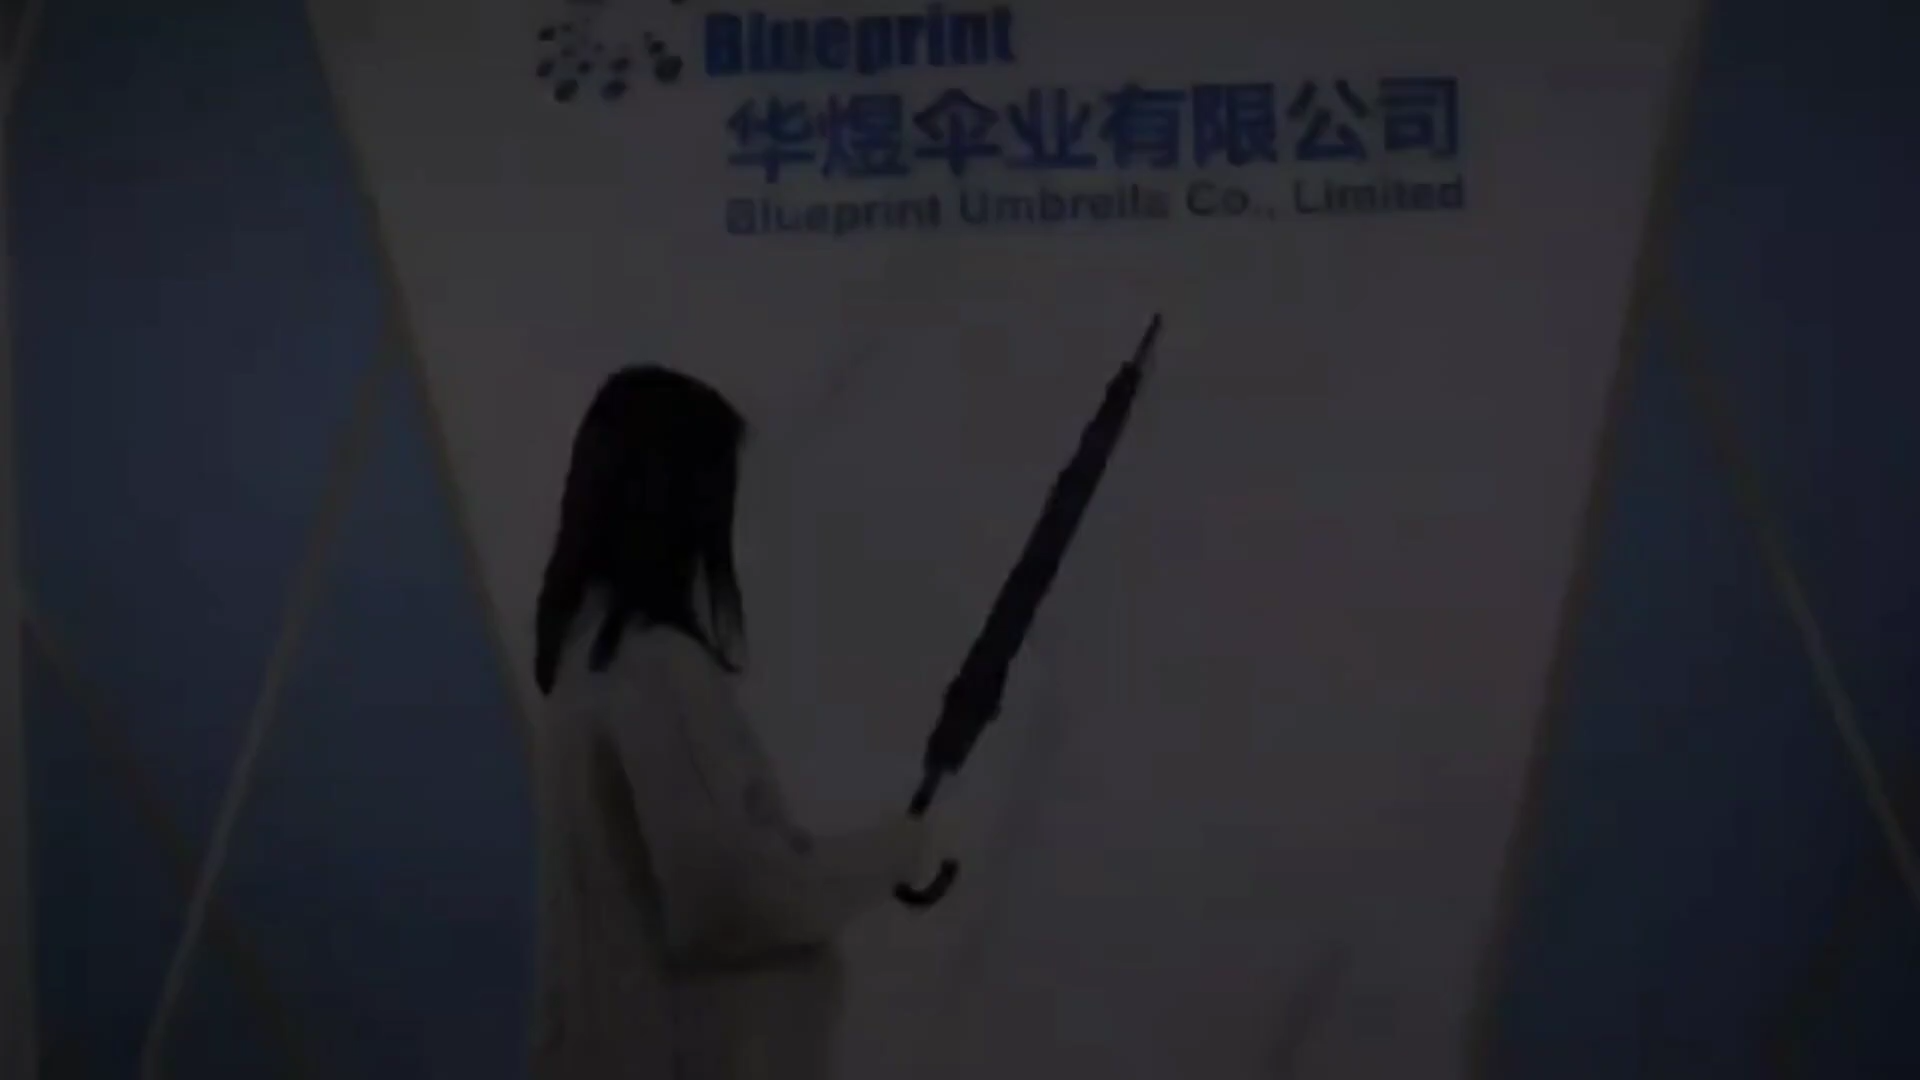 Blueprint
华煜伞业有限公司
Blueprint Umbrella Co., Limited